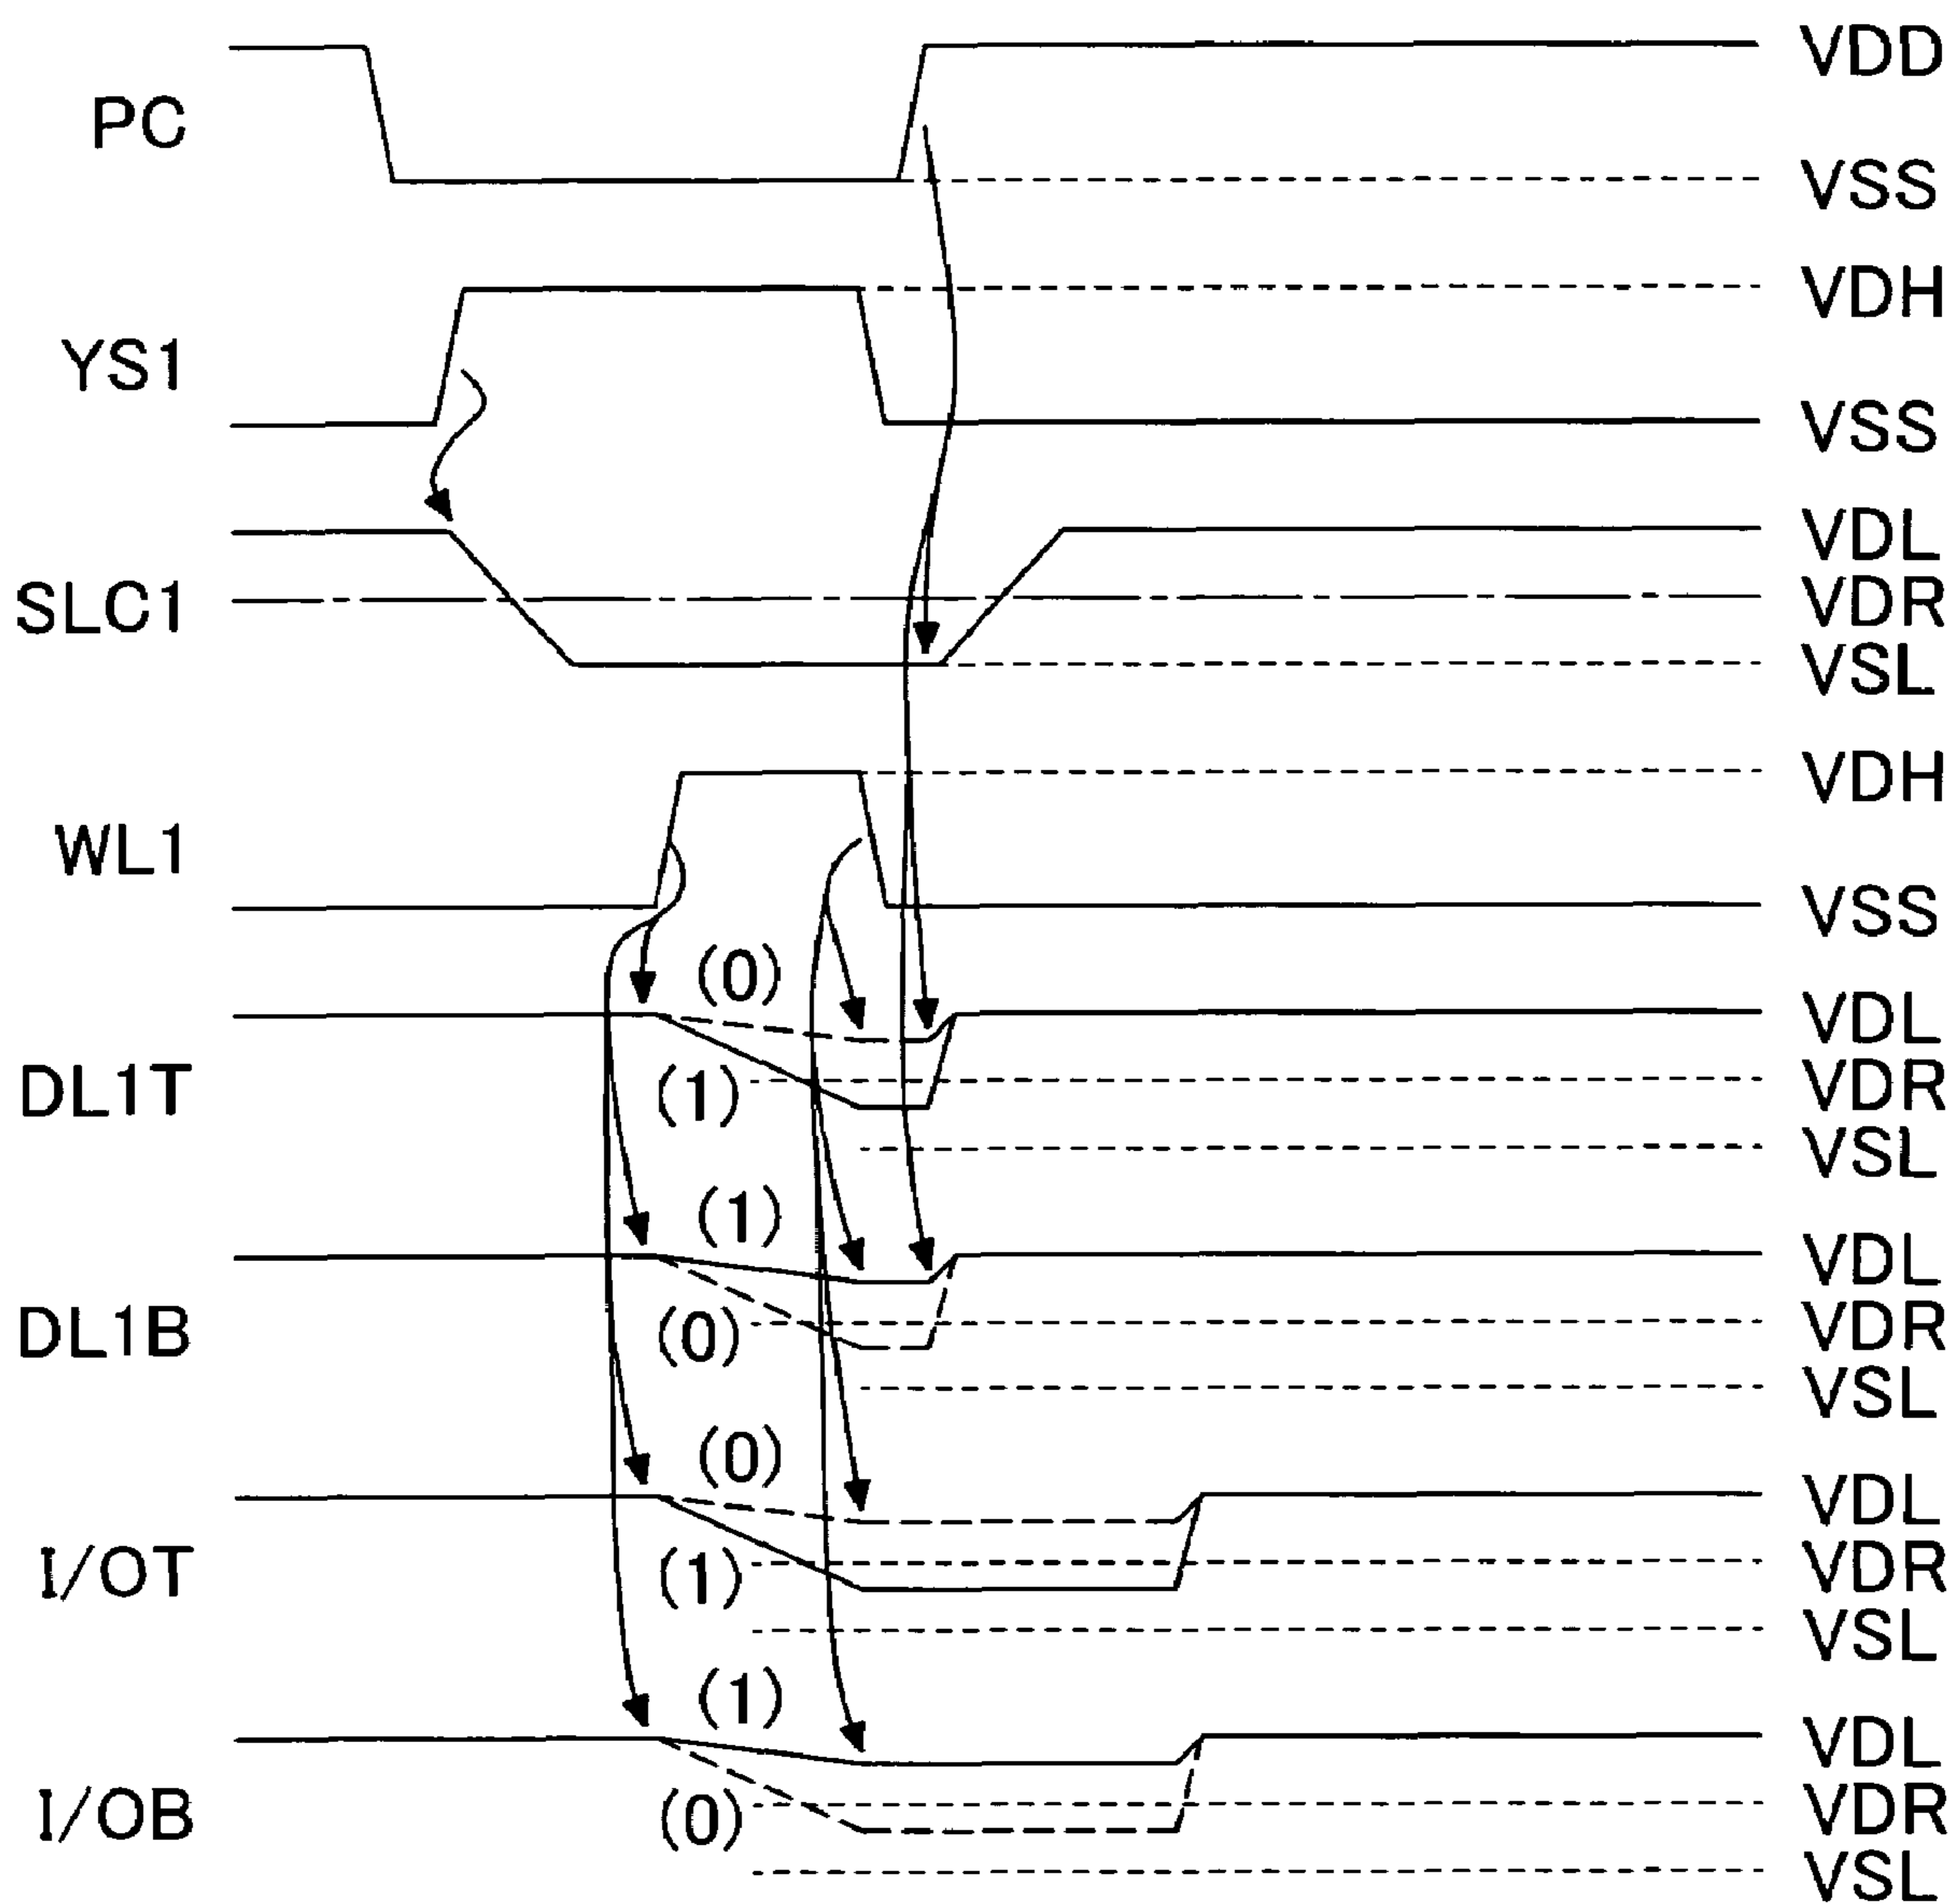 VDD
PC
VSS
VDH
YS1
VSS
VDL
SLC1
VDR
VSL
VDH
WL1
VSS
(0)
VDL
DL1T
(1)
VDR
VSL
(1)
VDL
DL1B
(0)
VDR
VSL
(0)
VDL
I/OT
(1)
VDR
VSL
(1)
VDL
I/OB
(0)
VDR
VSL